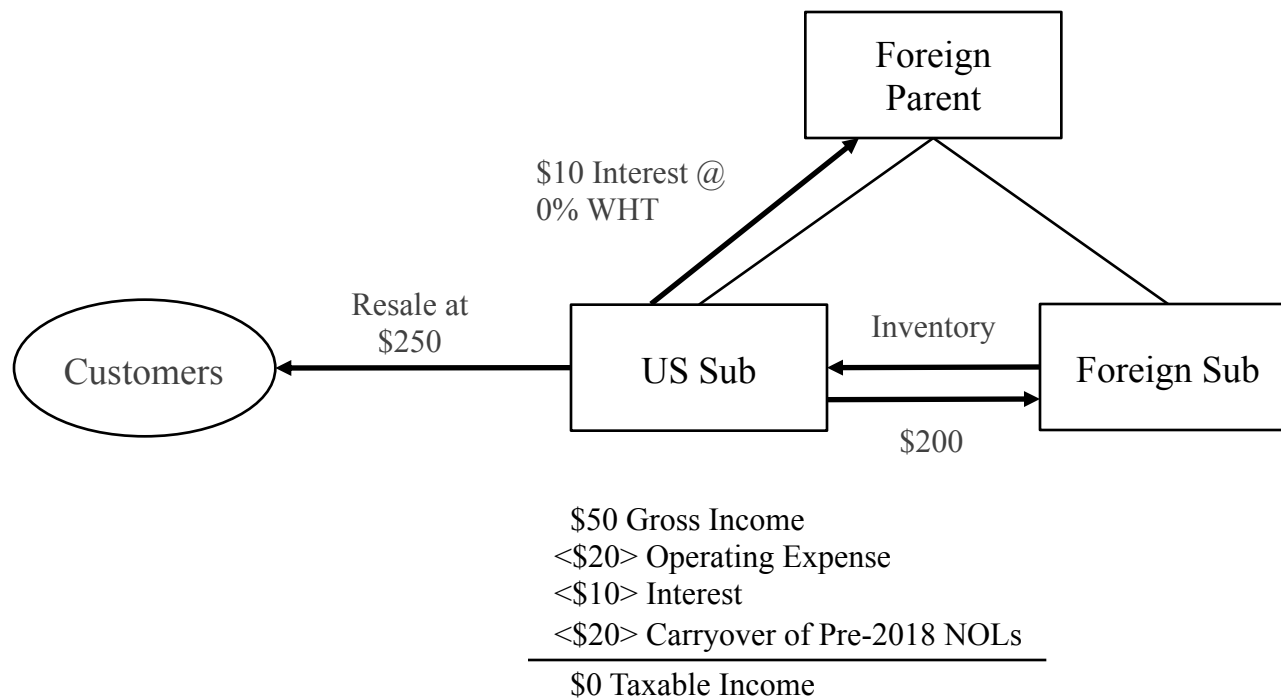 Foreign
Parent
$10 Interest @
0% WHT
Resale at
$250
Customers
US Sub
Inventory
Foreign Sub
$200
$50 Gross Income
<$20> Operating Expense
<$10> Interest
<$20> Carryover of Pre-2018 NOLs
$0 Taxable Income